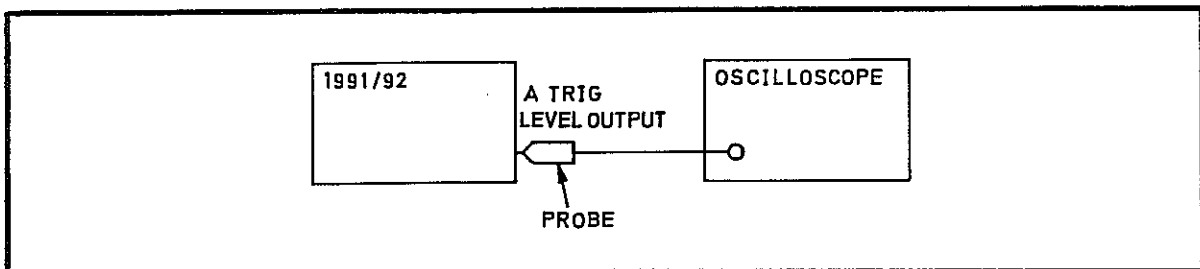 1991/92
A TRIG
LEVEL OUTPUT
OSCILLOSCOPE
PROBE